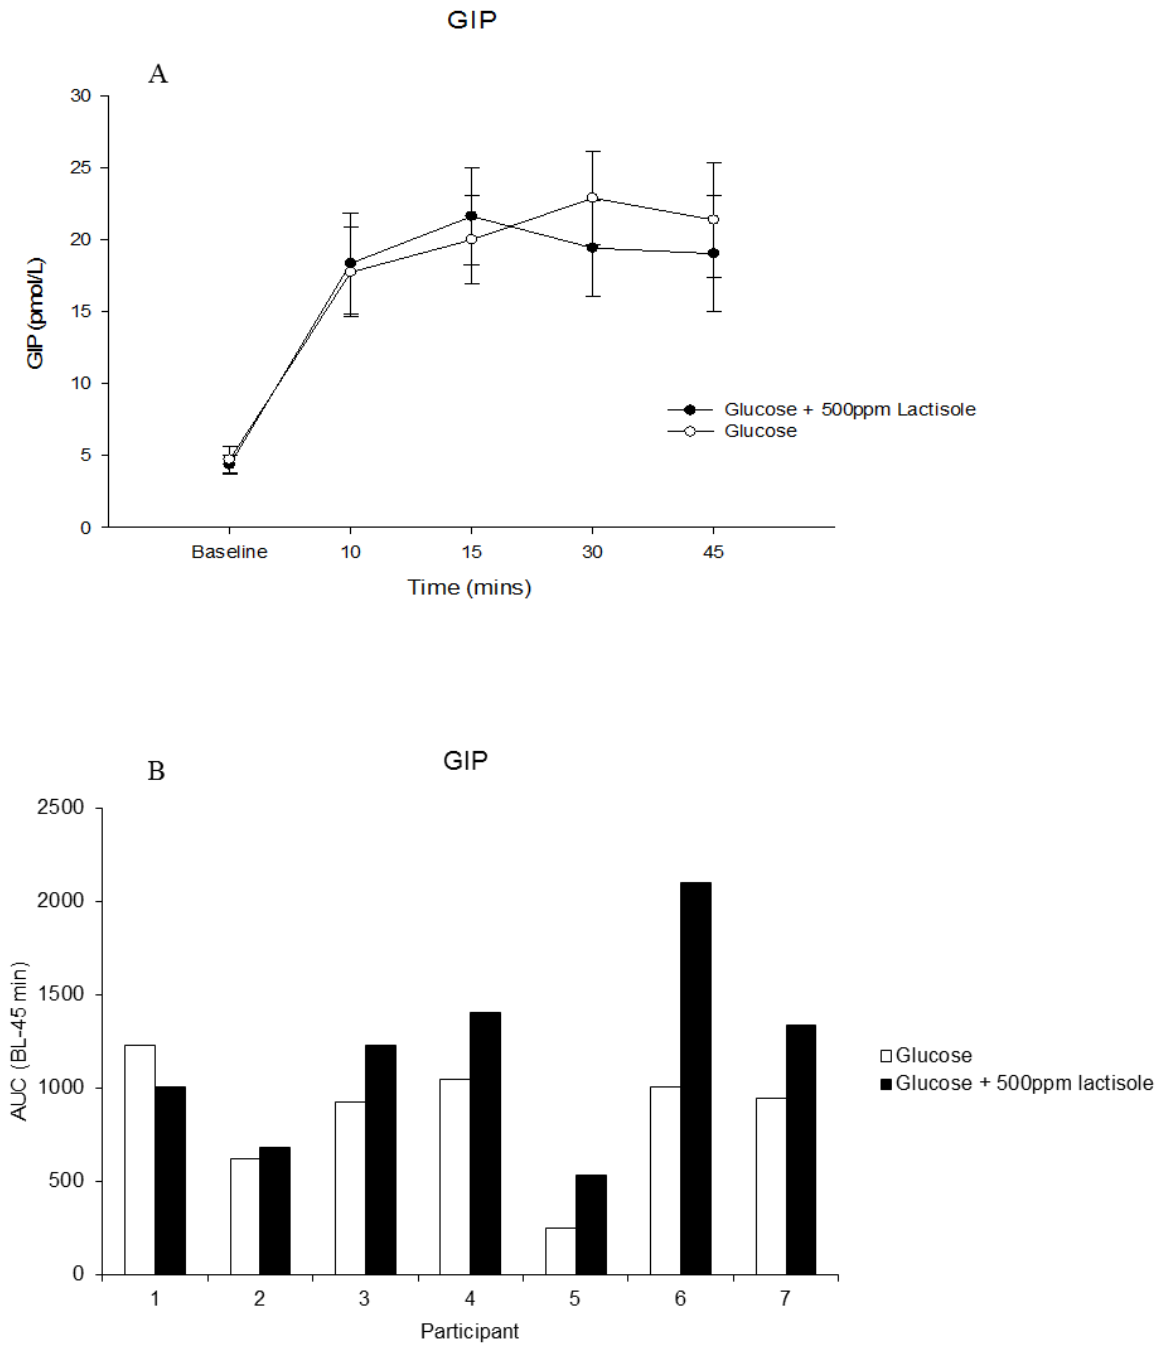 GIP
A
30
25
20
15
10
5
0
GIP (pmol/L)
Baseline 10 15 30 45
Time (mins)
Glucose + 500ppm Lactisole
Glucose
GIP
B
2500
2000
1500
1000
500
0
AUC (BL-45 min)
1 2 3 4 5 6 7
Participant
Glucose
Glucose + 500ppm lactisole